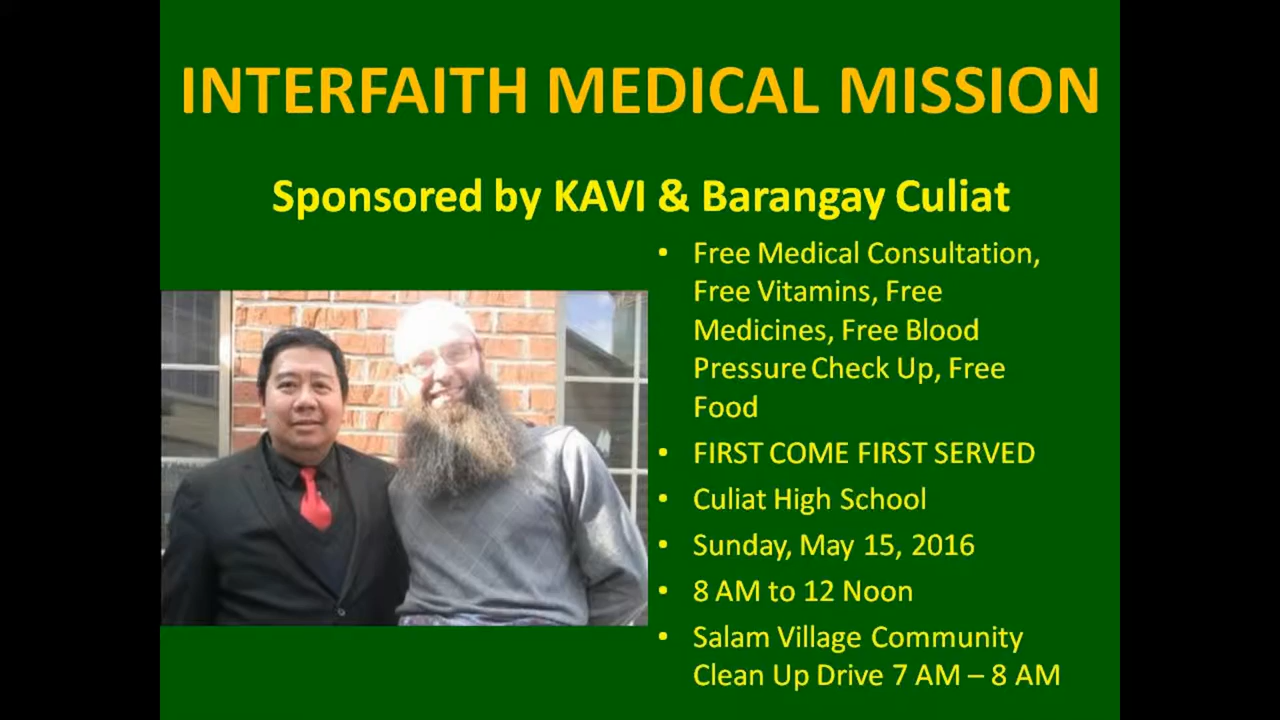 INTERFAITH MEDICAL MISSION
Sponsored by KAVI & Barangay Culiat
• Free Medical Consultation,
Free Vitamins, Free
Medicines, Free Blood
Pressure Check Up, Free
Food
• FIRST COME FIRST SERVED
• Culiat High School
• Sunday, May 15, 2016
• 8 AM to 12 Noon
• Salam Village Community
Clean Up Drive 7 AM – 8 AM